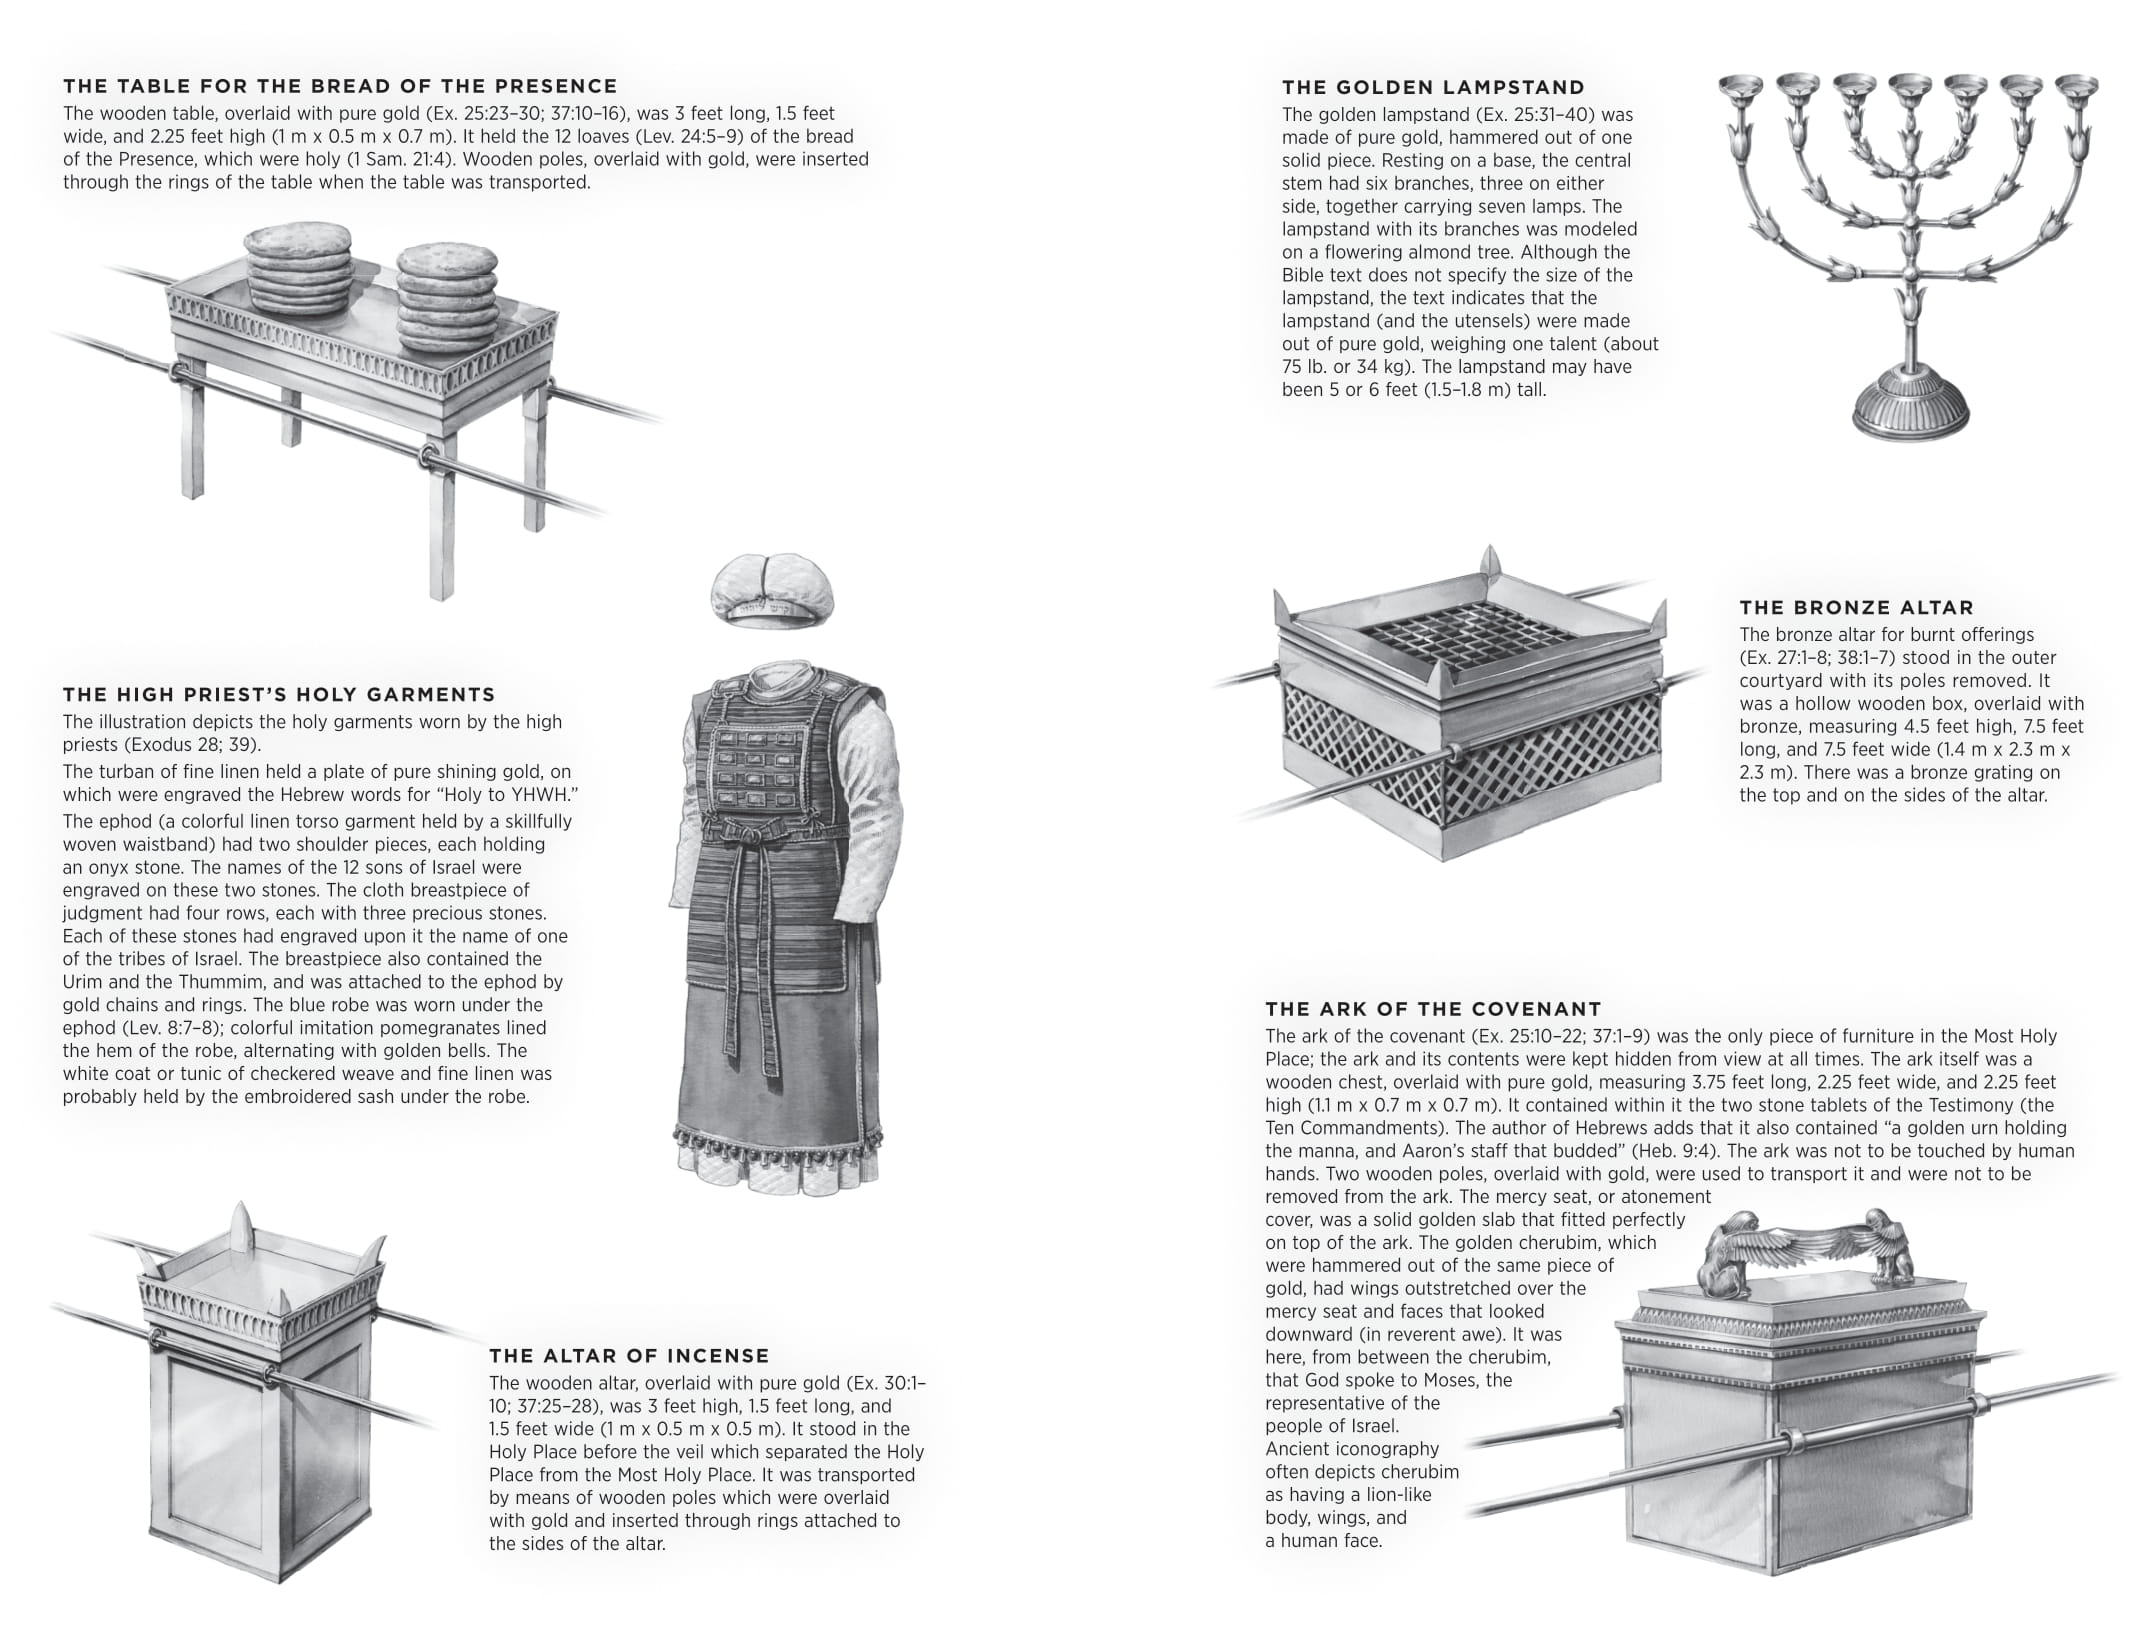 THE TABLE FOR THE BREAD OF THE PRESENCE
The wooden table, overlaid with pure gold (Ex. 25:23–30; 37:10–16), was 3 feet long, 1.5 feet
wide, and 2.25 feet high (1 m x 0.5 m x 0.7 m). It held the 12 loaves (Lev. 24:5–9) of the bread
of the Presence, which were holy (1 Sam. 21:4). Wooden poles, overlaid with gold, were inserted
through the rings of the table when the table was transported.
THE HIGH PRIEST’S HOLY GARMENTS
The illustration depicts the holy garments worn by the high
priests (Exodus 28; 39).
The turban of fine linen held a plate of pure shining gold, on
which were engraved the Hebrew words for “Holy to YHWH.”
The ephod (a colorful linen torso garment held by a skillfully
woven waistband) had two shoulder pieces, each holding
an onyx stone. The names of the 12 sons of Israel were
engraved on these two stones. The cloth breastpiece of
judgment had four rows, each with three precious stones.
Each of these stones had engraved upon it the name of one
of the tribes of Israel. The breastpiece also contained the
Urim and the Thummim, and was attached to the ephod by
gold chains and rings. The blue robe was worn under the
ephod (Lev. 8:7–8); colorful imitation pomegranates lined
the hem of the robe, alternating with golden bells. The
white coat or tunic of checkered weave and fine linen was
probably held by the embroidered sash under the robe.
THE ALTAR OF INCENSE
The wooden altar, overlaid with pure gold (Ex. 30:1–
10; 37:25–28), was 3 feet high, 1.5 feet long, and
1.5 feet wide (1 m x 0.5 m x 0.5 m). It stood in the
Holy Place before the veil which separated the Holy
Place from the Most Holy Place. It was transported
by means of wooden poles which were overlaid
with gold and inserted through rings attached to
the sides of the altar.
THE GOLDEN LAMPSTAND
The golden lampstand (Ex. 25:31–40) was
made of pure gold, hammered out of one
solid piece. Resting on a base, the central
stem had six branches, three on either
side, together carrying seven lamps. The
lampstand with its branches was modeled
on a flowering almond tree. Although the
Bible text does not specify the size of the
lampstand, the text indicates that the
lampstand (and the utensels) were made
out of pure gold, weighing one talent (about
75 lb. or 34 kg). The lampstand may have
been 5 or 6 feet (1.5–1.8 m) tall.
THE BRONZE ALTAR
The bronze altar for burnt offerings
(Ex. 27:1–8; 38:1–7) stood in the outer
courtyard with its poles removed. It
was a hollow wooden box, overlaid with
bronze, measuring 4.5 feet high, 7.5 feet
long, and 7.5 feet wide (1.4 m x 2.3 m x
2.3 m). There was a bronze grating on
the top and on the sides of the altar.
THE ARK OF THE COVENANT
The ark of the covenant (Ex. 25:10–22; 37:1–9) was the only piece of furniture in the Most Holy
Place; the ark and its contents were kept hidden from view at all times. The ark itself was a
wooden chest, overlaid with pure gold, measuring 3.75 feet long, 2.25 feet wide, and 2.25 feet
high (1.1 m x 0.7 m x 0.7 m). It contained within it the two stone tablets of the Testimony (the
Ten Commandments). The author of Hebrews adds that it also contained “a golden urn holding
the manna, and Aaron’s staff that budded” (Heb. 9:4). The ark was not to be touched by human
hands. Two wooden poles, overlaid with gold, were used to transport it and were not to be
removed from the ark. The mercy seat, or atonement
cover, was a solid golden slab that fitted perfectly
on top of the ark. The golden cherubim, which
were hammered out of the same piece of
gold, had wings outstretched over the
mercy seat and faces that looked
downward (in reverent awe). It was
here, from between the cherubim,
that God spoke to Moses, the
representative of the
people of Israel.
Ancient iconography
often depicts cherubim
as having a lion-like
body, wings, and
a human face.